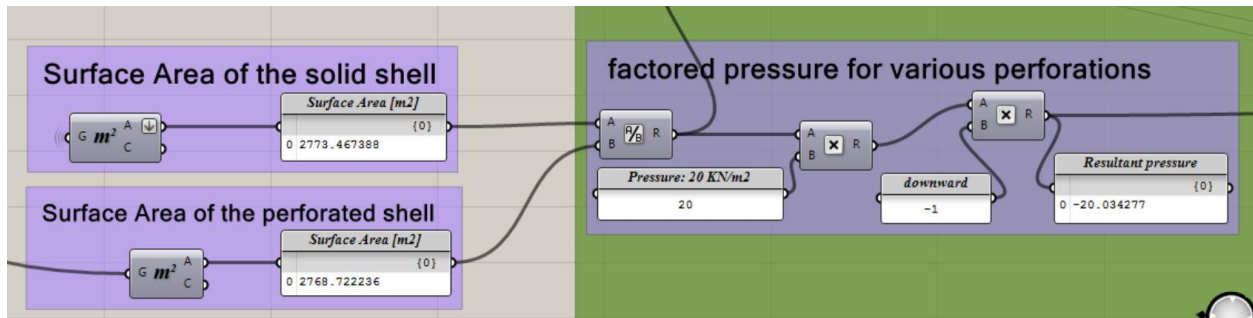 Surface Area of the solid shell
Surface Area [m2]
{0}
0 2773.467388
G m² A C
Surface Area of the perforated shell
Surface Area [m2]
{0}
0 2768.722236
G m² A C
factored pressure for various perforations
A B A/B R
A B × R
A B × R
Pressure: 20 KN/m2
20
downward
-1
Resultant pressure
{0}
0 -20.034277